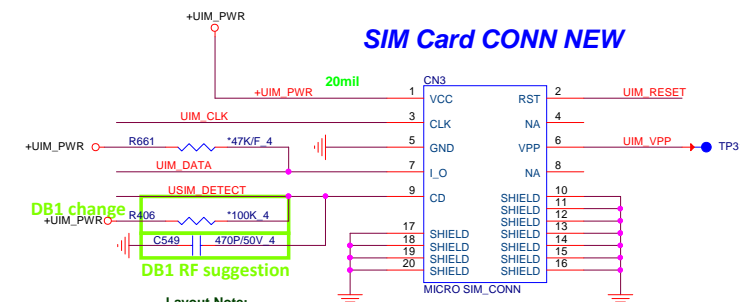 +UIM_PWR
SIM Card CONN NEW
20mil
CN3
+UIM_PWR 1 VCC RST 2 UIM_RESET
UIM_CLK 3 CLK NA 4
+UIM_PWR R661 *47K/F_4 5 GND VPP 6 UIM_VPP TP3
UIM_DATA 7 I_O NA 8
USIM_DETECT 9 CD SHIELD 10
SHIELD 11
DB1 change
+UIM_PWR R406 *100K_4 SHIELD 12
17 SHIELD SHIELD 13
C549 470P/50V_4 18 SHIELD SHIELD 14
19 SHIELD SHIELD 15
20 SHIELD SHIELD 16
DB1 RF suggestion
MICRO SIM_CONN
Layout Note: